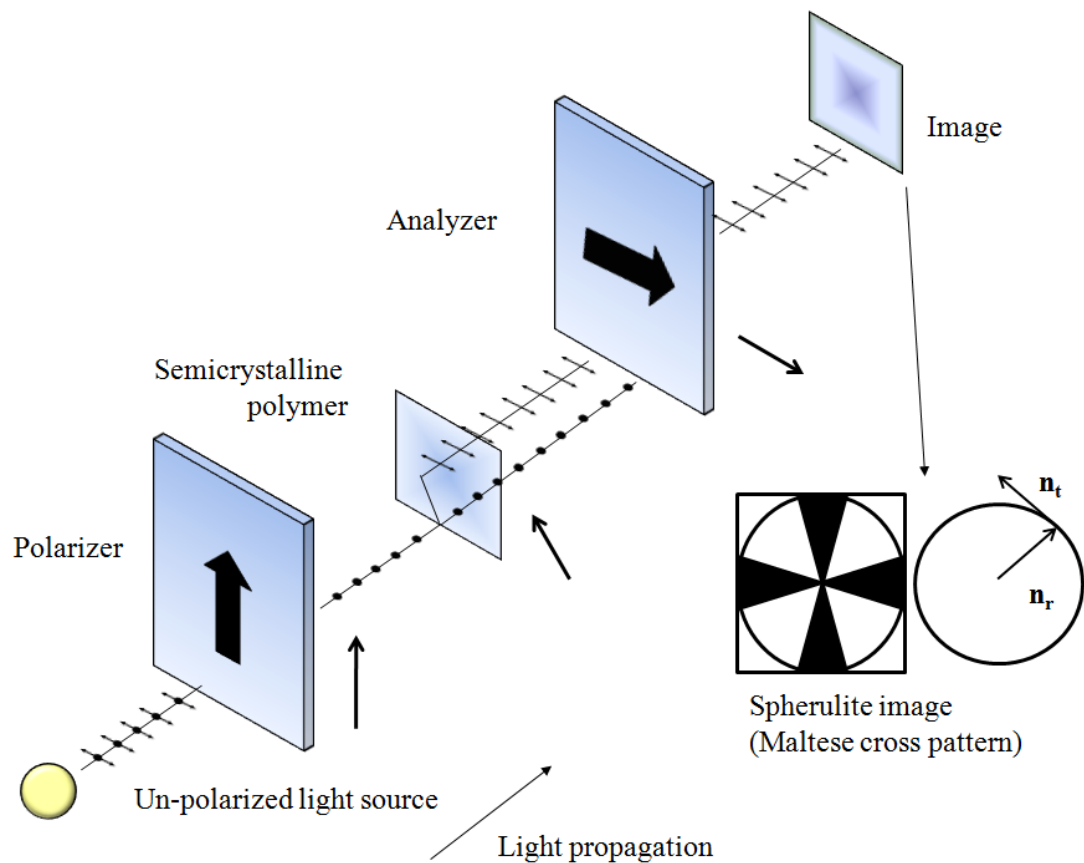 Image
Analyzer
Semicrystalline
polymer
Polarizer
n_t
n_r
Spherulite image
(Maltese cross pattern)
Un-polarized light source
Light propagation